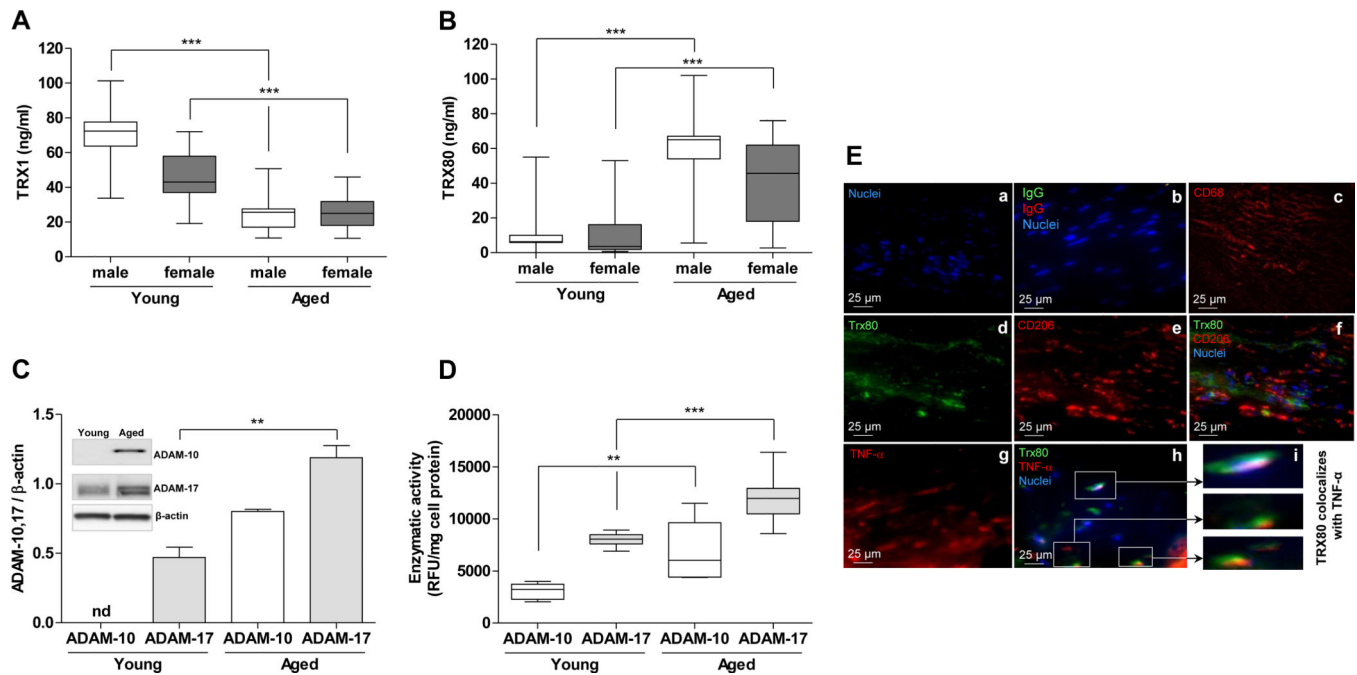 A
***
***
TRX1 (ng/ml)
120
100
80
60
40
20
0
male female male female
Young Aged
B
***
***
TRX80 (ng/ml)
120
100
80
60
40
20
0
male female male female
Young Aged
C
**
ADAM-10,17 / β-actin
1.5
1.0
0.5
0.0
Young Aged
ADAM-10
ADAM-17
β-actin
nd
ADAM-10 ADAM-17 ADAM-10 ADAM-17
Young Aged
D
***
**
Enzymatic activity
(RFU/mg cell protein)
20000
15000
10000
5000
0
ADAM-10 ADAM-17 ADAM-10 ADAM-17
Young Aged
E
Nuclei
a
25 µm
IgG
IgG
Nuclei
b
25 µm
CD68
c
25 µm
Trx80
d
25 µm
CD206
e
25 µm
Trx80
CD206
Nuclei
f
25 µm
TNF-α
g
25 µm
Trx80
TNF-α
Nuclei
h
25 µm
i
TRX80 colocalizes
with TNF-α